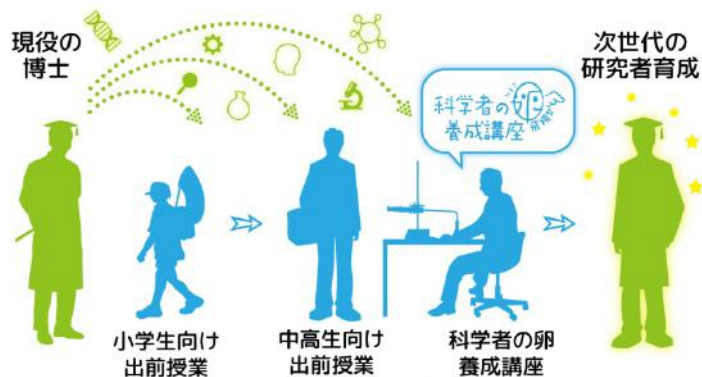 現役の
博士
次世代の
研究者育成
科学者の卵
養成講座
小学生向け
出前授業
中高生向け
出前授業
科学者の卵
養成講座